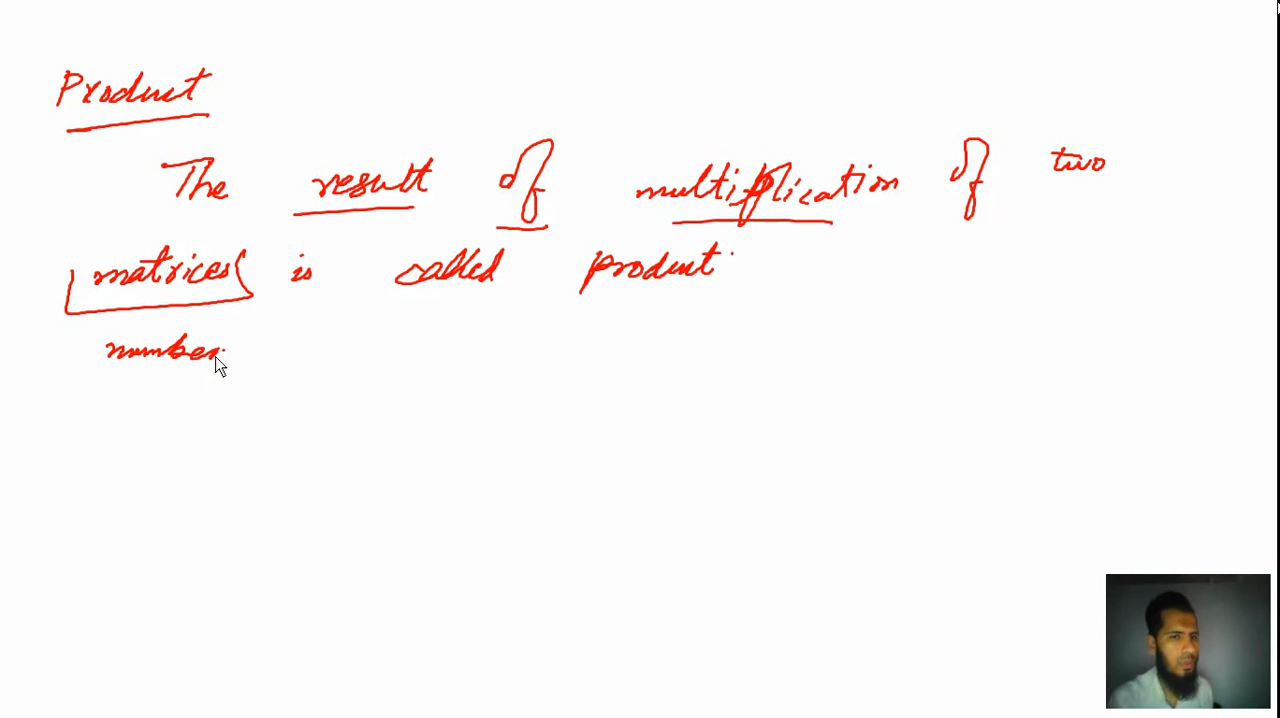 Product
The result of multiplication of two
matrices is called product.
number